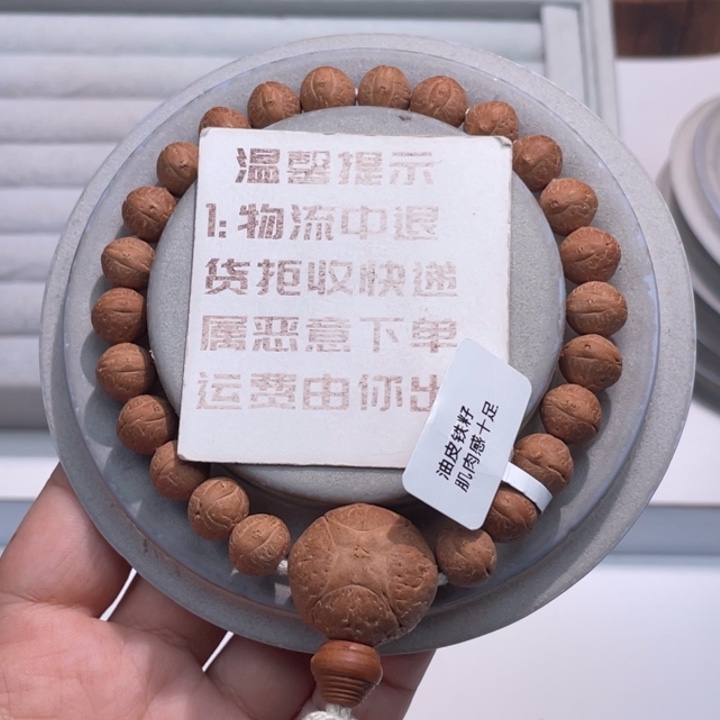 温馨提示
1:物流中退
货拒收快递
属恶意下单
运费由你出
油皮铁籽
肌肉感十足